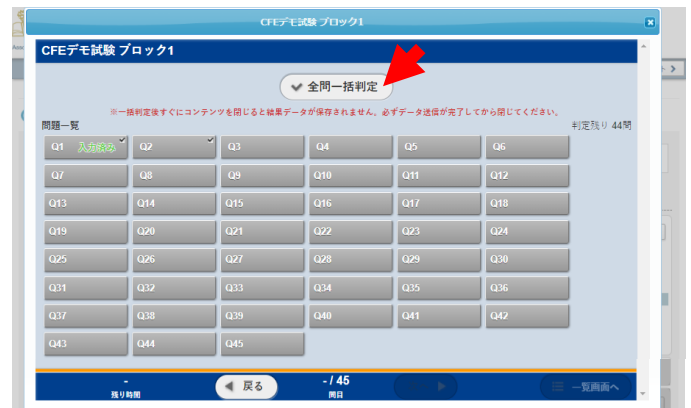 CFEデモ試験 ブロック1
CFEデモ試験 ブロック1
全問一括判定
※一括判定後すぐにコンテンツを閉じると結果データが保存されません。必ずデータ送信が完了してから閉じてください。
問題一覧
判定残り 44問
Q1 入力済み Q2 Q3 Q4 Q5 Q6
Q7 Q8 Q9 Q10 Q11 Q12
Q13 Q14 Q15 Q16 Q17 Q18
Q19 Q20 Q21 Q22 Q23 Q24
Q25 Q26 Q27 Q28 Q29 Q30
Q31 Q32 Q33 Q34 Q35 Q36
Q37 Q38 Q39 Q40 Q41 Q42
Q43 Q44 Q45
- 戻る - / 45 一覧画面へ
残り時間 問目